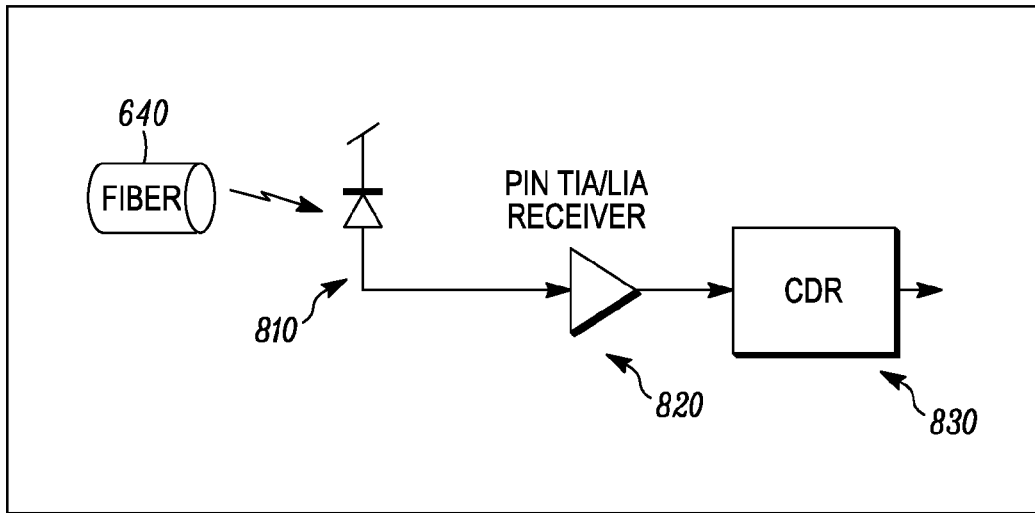 640
FIBER
PIN TIA/LIA
RECEIVER
CDR
810
820
830